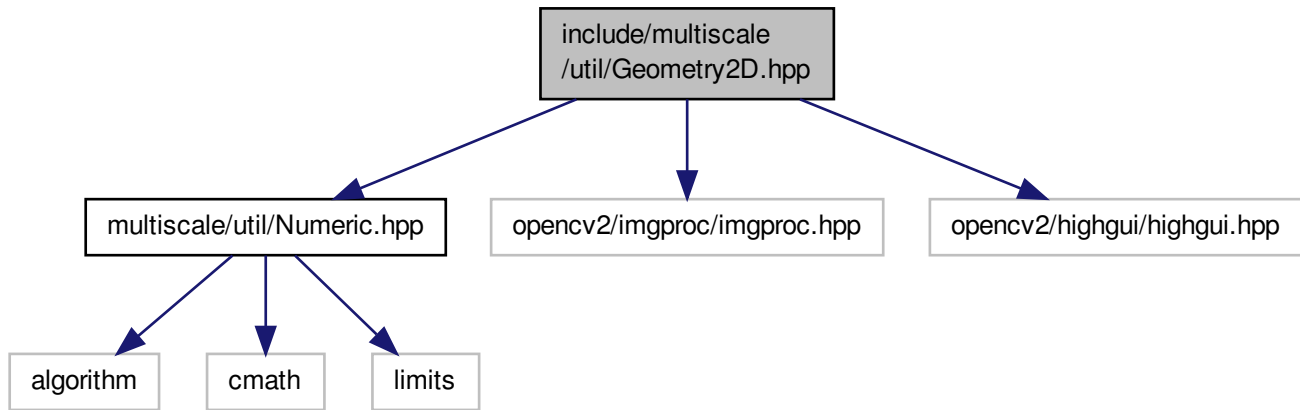 include/multiscale
/util/Geometry2D.hpp
multiscale/util/Numeric.hpp
opencv2/imgproc/imgproc.hpp
opencv2/highgui/highgui.hpp
algorithm
cmath
limits